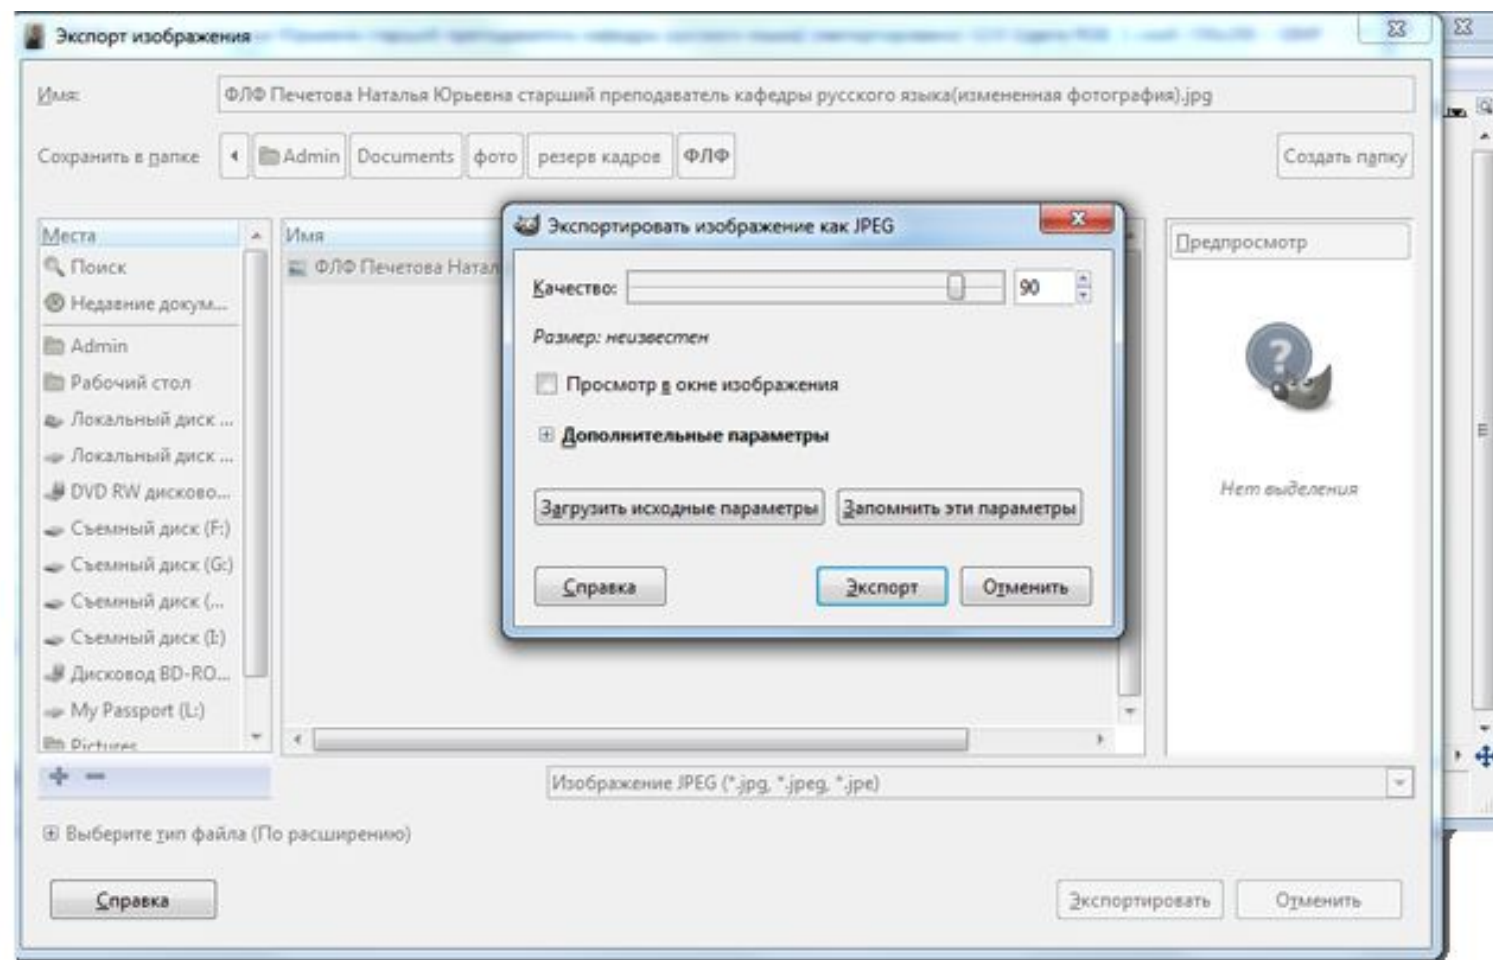 Экспорт изображения
Имя:
ФЛФ Печетова Наталья Юрьевна старший преподаватель кафедры русского языка(измененная фотография).jpg
Сохранить в папке
Admin Documents фото резерв кадров ФЛФ
Создать папку
Места
Поиск
Недавние докум...
Admin
Рабочий стол
Локальный диск ...
Локальный диск ...
DVD RW дисково...
Съемный диск (F:)
Съемный диск (G:)
Съемный диск (...
Съемный диск (I:)
Дисковод BD-RO...
My Passport (L:)
Pictures
Имя
ФЛФ Печетова Натал
Экспортировать изображение как JPEG
Качество: 90
Размер: неизвестен
Просмотр в окне изображения
Дополнительные параметры
Загрузить исходные параметры Запомнить эти параметры
Справка Экспорт Отменить
Предпросмотр
Нет выделения
Изображение JPEG (*.jpg, *.jpeg, *.jpe)
Выберите тип файла (По расширению)
Справка
Экспортировать Отменить